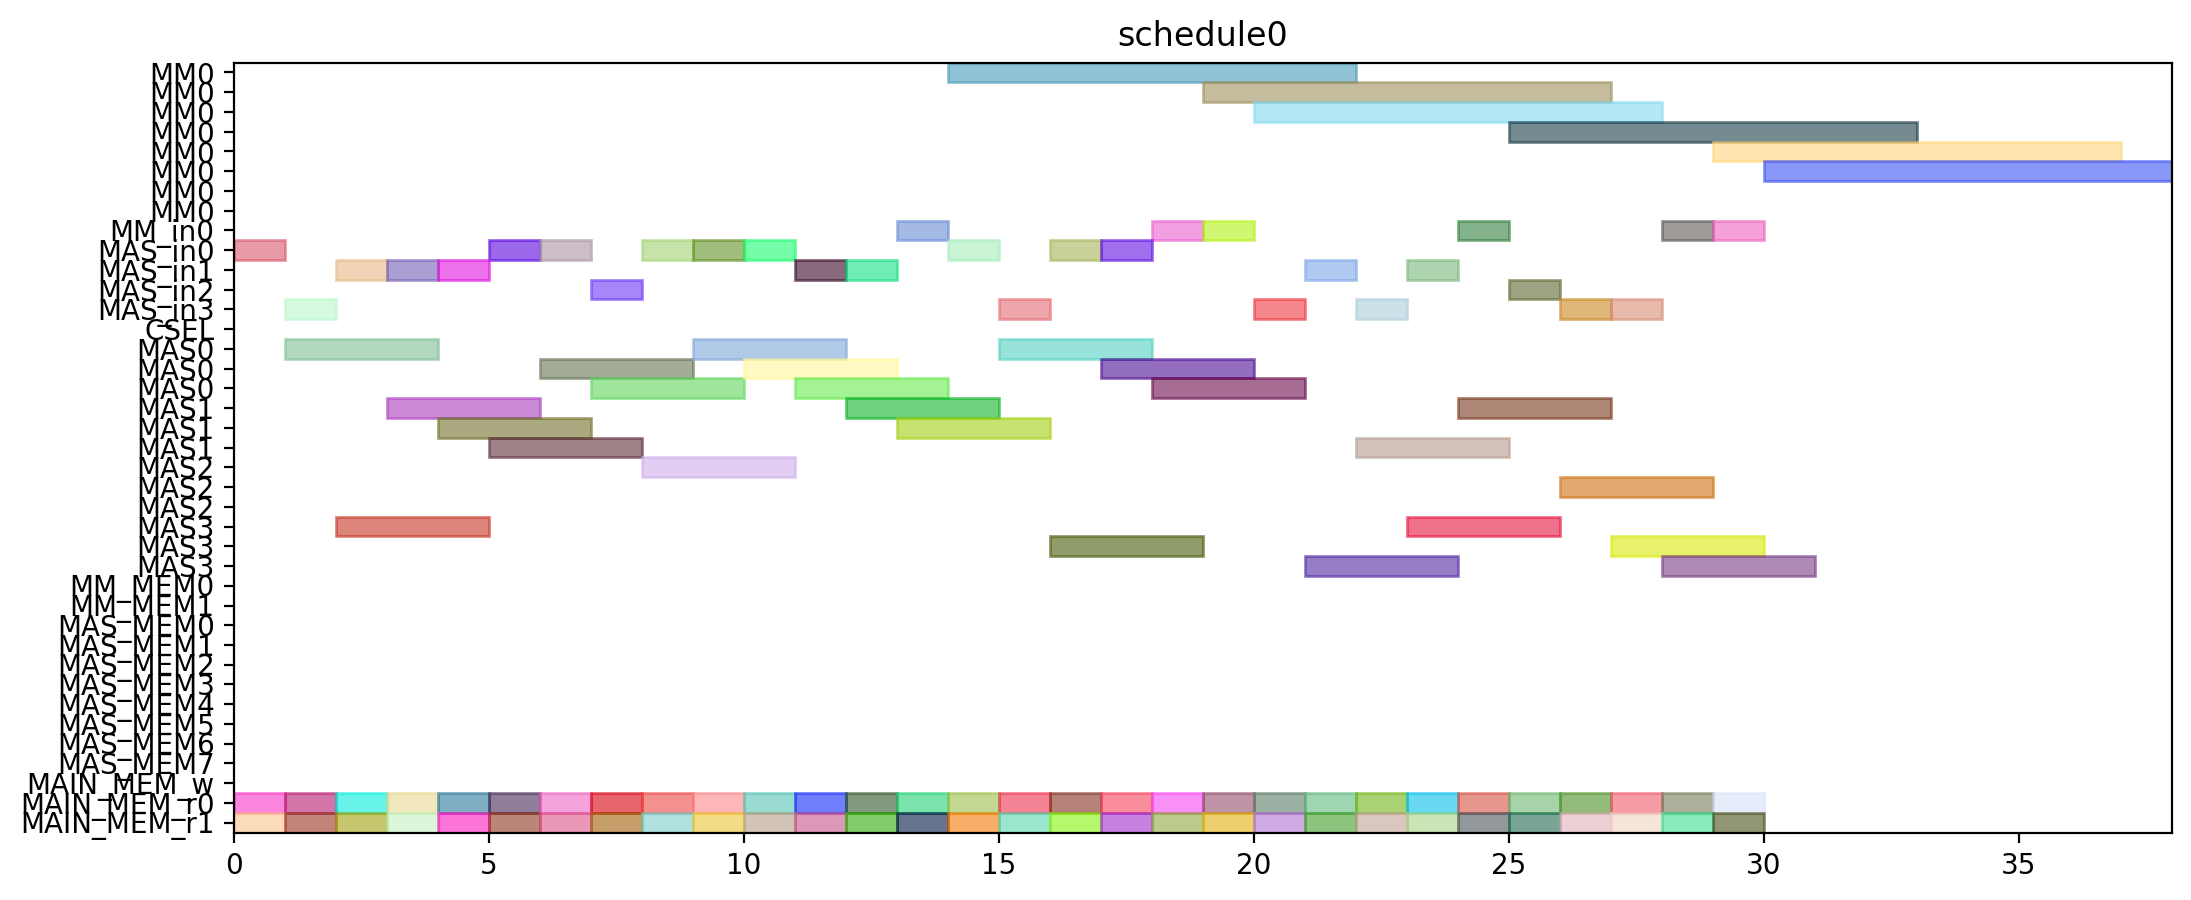 schedule0
MM0
MM0
MM0
MM0
MM0
MM0
MM0
MM0
MM_in0
MAS_in0
MAS_in1
MAS_in2
MAS_in3
CSEL
MAS0
MAS0
MAS0
MAS1
MAS1
MAS1
MAS2
MAS2
MAS2
MAS3
MAS3
MAS3
MM_MEM0
MM_MEM1
MAS_MEM0
MAS_MEM1
MAS_MEM2
MAS_MEM3
MAS_MEM4
MAS_MEM5
MAS_MEM6
MAS_MEM7
MAIN_MEM_w
MAIN_MEM_r0
MAIN_MEM_r1
0 5 10 15 20 25 30 35